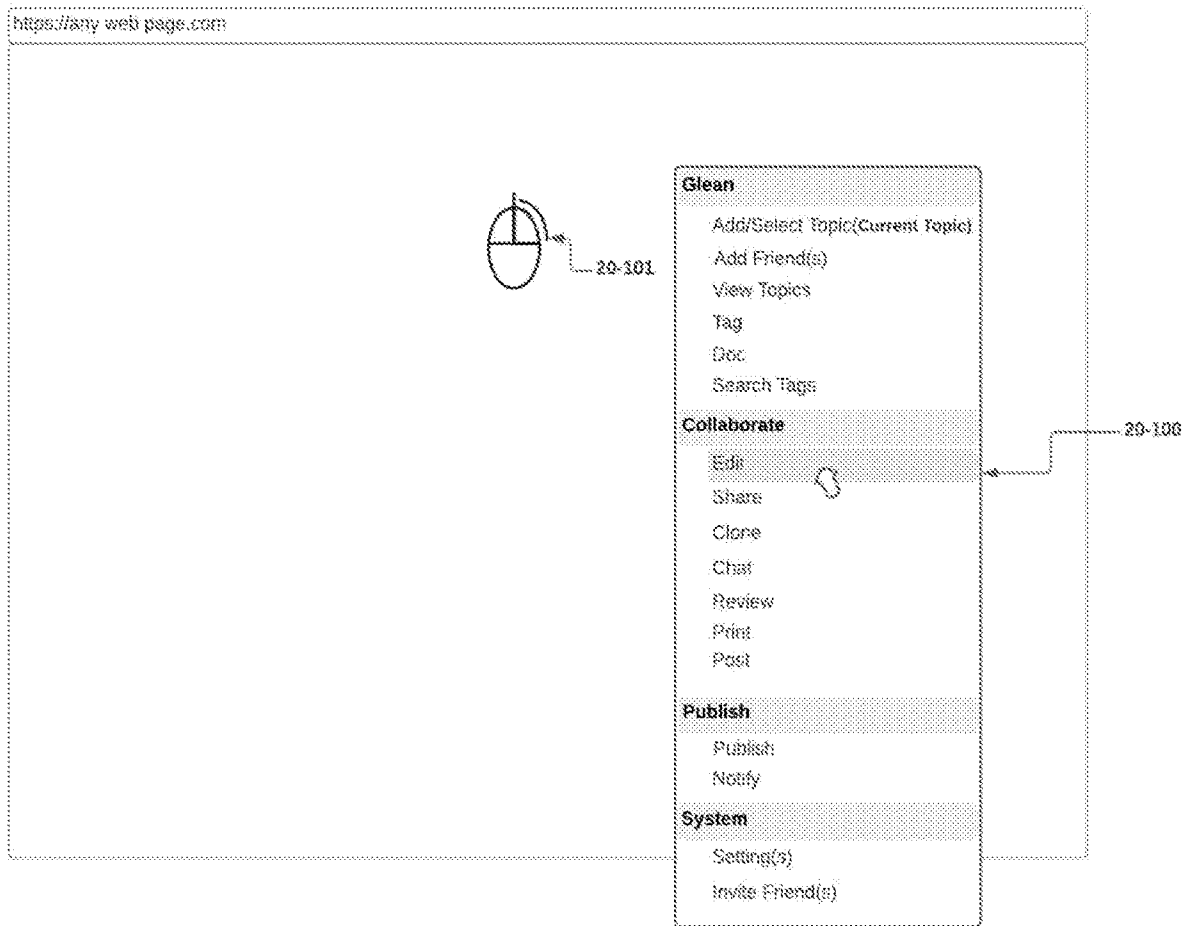 https://any web page.com
Glean
Add/Select Topic(Current Topic)
Add Friend(s)
View Topics
Tag
Doc
Search Tags
Collaborate
Edit
Share
Clone
Chat
Review
Print
Post
Publish
Publish
Notify
System
Setting(s)
Invite Friend(s)
20-101
20-100